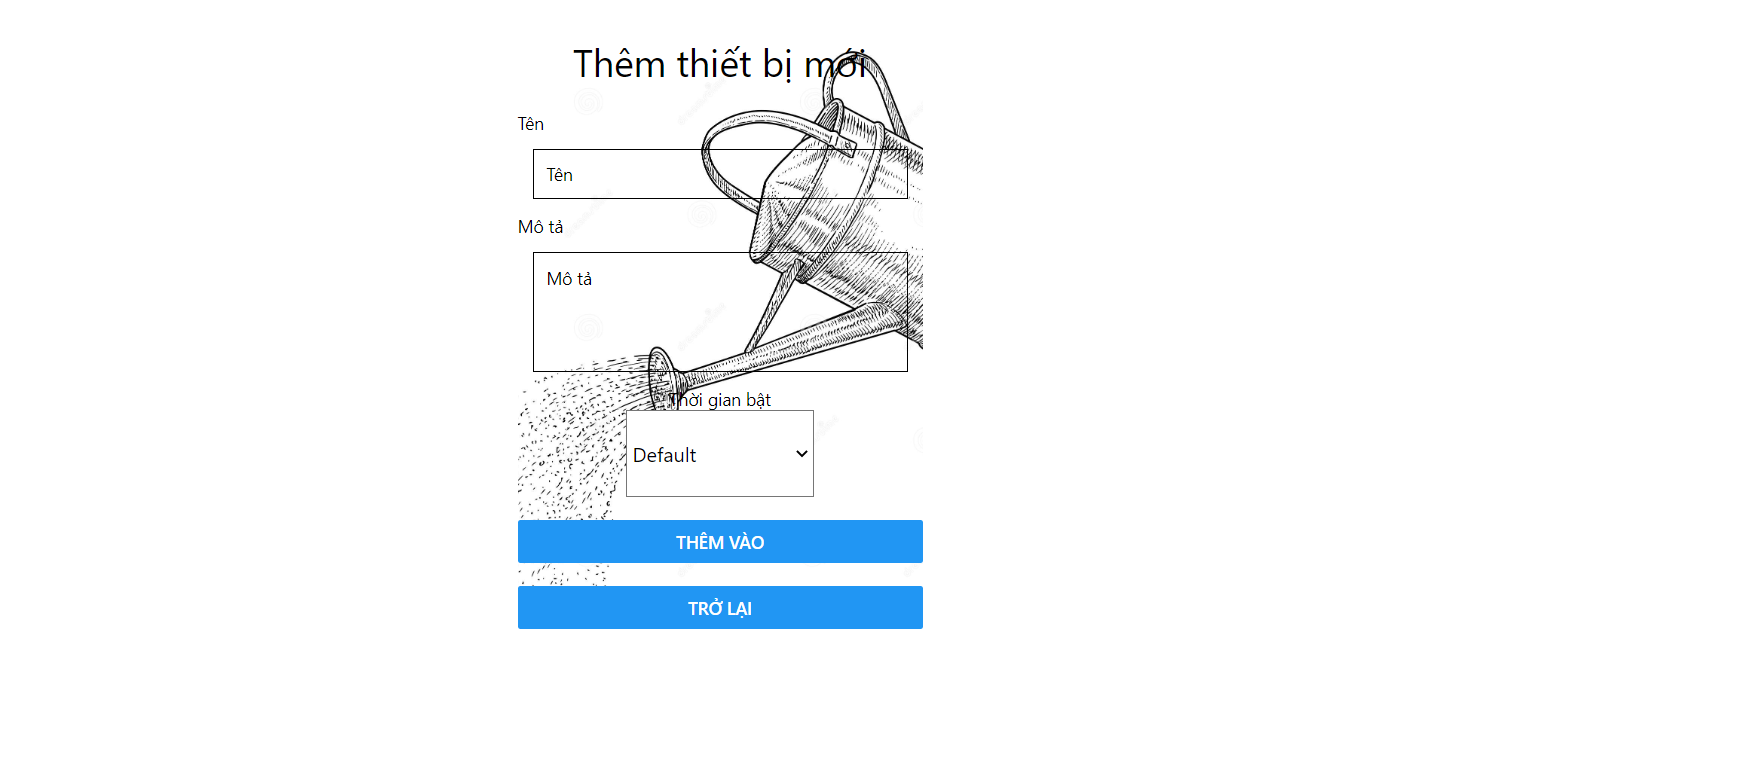 Thêm thiết bị mới
Tên
Tên
Mô tả
Mô tả
Thời gian bật
Default
THÊM VÀO
TRỞ LẠI